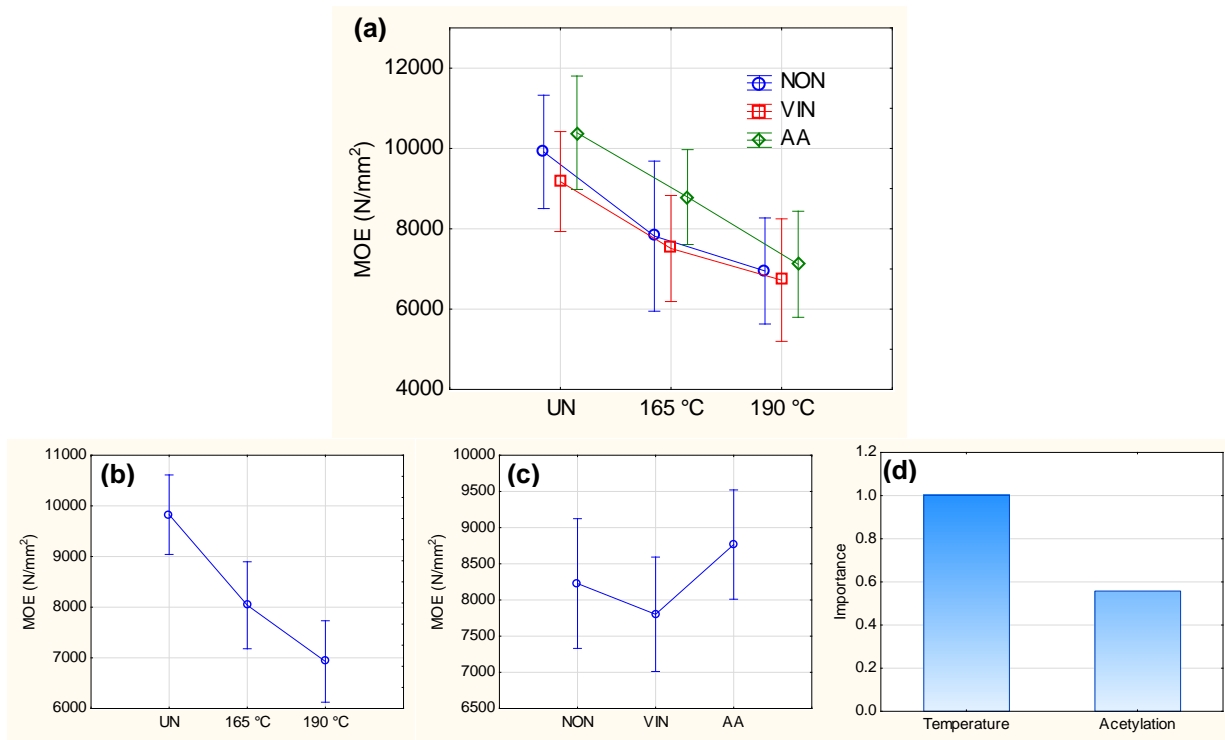 (a)
MOE (N/mm²)
12000
10000
8000
6000
4000
NON
VIN
AA
UN 165 °C 190 °C
(b)
MOE (N/mm²)
11000
10000
9000
8000
7000
6000
UN 165 °C 190 °C
(c)
MOE (N/mm²)
10000
9500
9000
8500
8000
7500
7000
6500
NON VIN AA
(d)
Importance
1.2
1.0
0.8
0.6
0.4
0.2
0.0
Temperature Acetylation